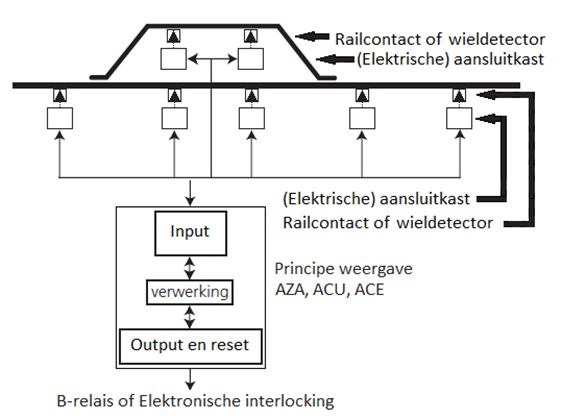 Railcontact of wieldetector
(Elektrische) aansluitkast
(Elektrische) aansluitkast
Railcontact of wieldetector
Input
verwerking
Output en reset
Principe weergave
AZA, ACU, ACE
B-relais of Elektronische interlocking